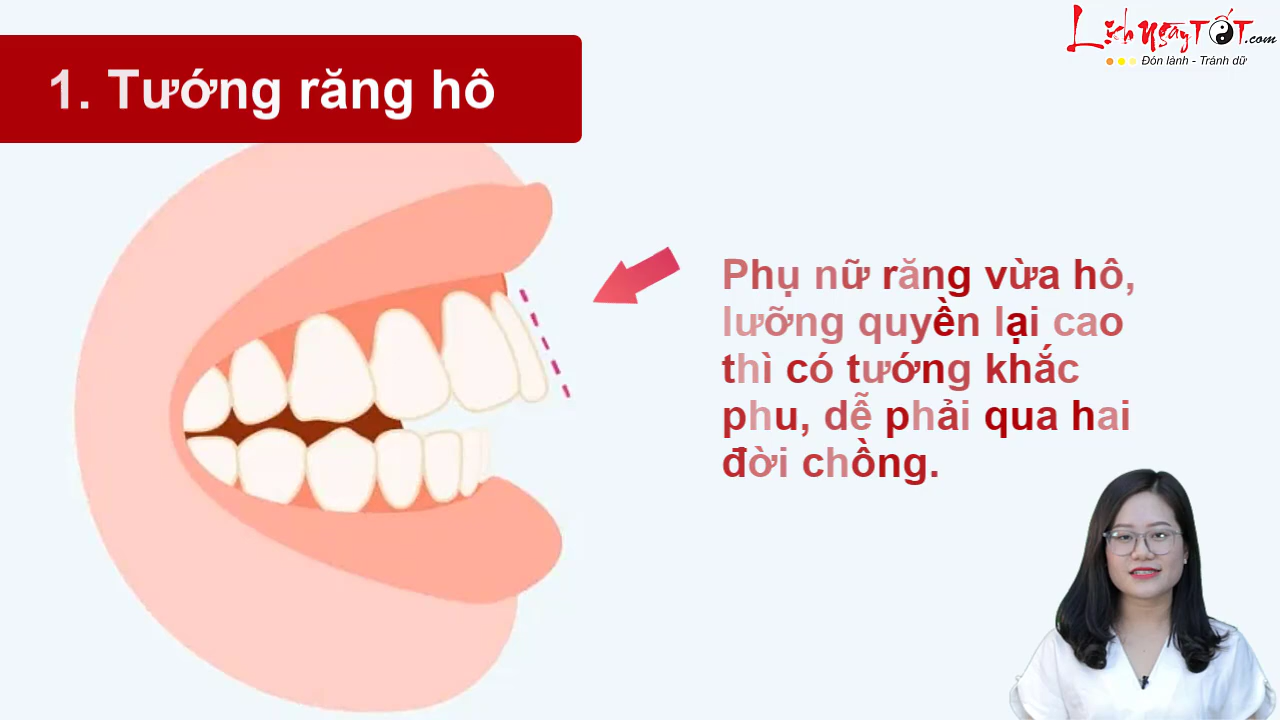 LịchNgàyTỐT.com
Đón lành - Tránh dữ
1. Tướng răng hô
Phụ nữ răng vừa hô,
lưỡng quyền lại cao
thì có tướng khắc
phu, dễ phải qua hai
đời chồng.